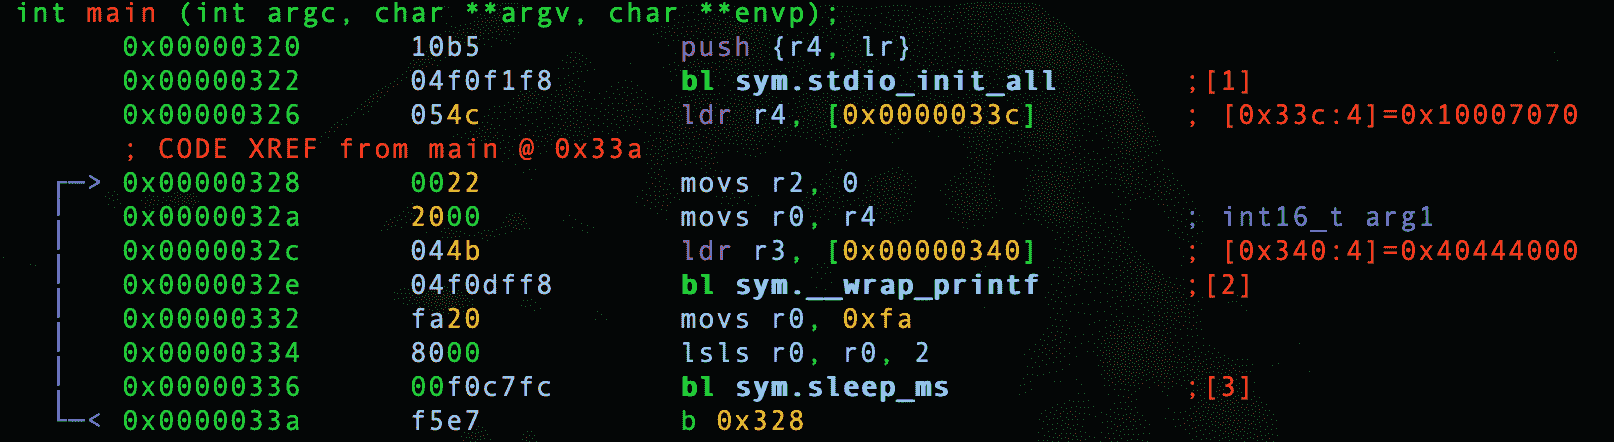 int main (int argc, char **argv, char **envp);
0x00000320 10b5 push {r4, lr}
0x00000322 04f0f1f8 bl sym.stdio_init_all ;[1]
0x00000326 054c ldr r4, [0x0000033c] ; [0x33c:4]=0x10007070
; CODE XREF from main @ 0x33a
┌─> 0x00000328 0022 movs r2, 0
│ 0x0000032a 2000 movs r0, r4 ; int16_t arg1
│ 0x0000032c 044b ldr r3, [0x00000340] ; [0x340:4]=0x40444000
│ 0x0000032e 04f0dff8 bl sym.__wrap_printf ;[2]
│ 0x00000332 fa20 movs r0, 0xfa
│ 0x00000334 8000 lsls r0, r0, 2
│ 0x00000336 00f0c7fc bl sym.sleep_ms ;[3]
└─< 0x0000033a f5e7 b 0x328